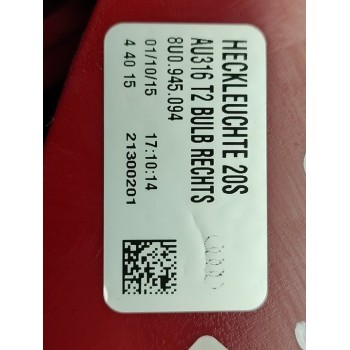 HECKLEUCHTE 20S
AU316 T2 BULB RECHTS
8U0.945.094
01/10/15 17:10:14
4 40 15 21300201